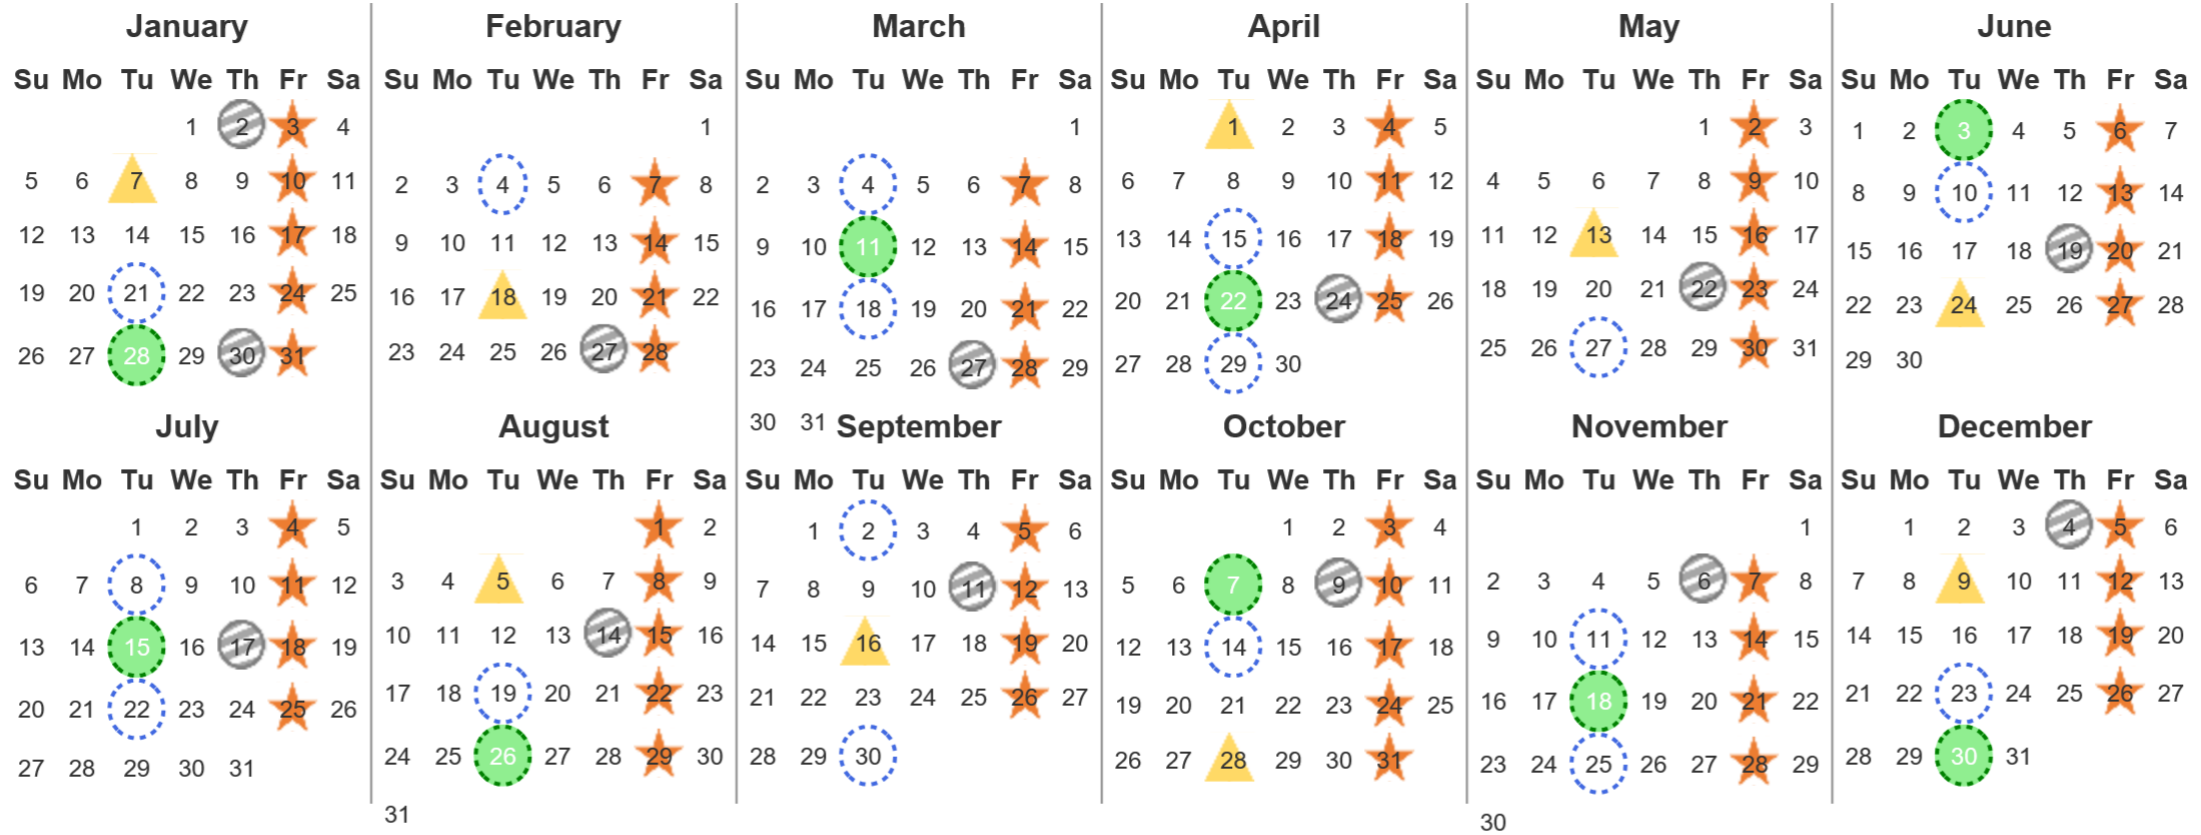 January February March April May June
Su Mo Tu We Th Fr Sa Su Mo Tu We Th Fr Sa Su Mo Tu We Th Fr Sa Su Mo Tu We Th Fr Sa Su Mo Tu We Th Fr Sa Su Mo Tu We Th Fr Sa
1 2 3 4 1 1 1 2 3 4 5 1 2 3 1 2 3 4 5 6 7
5 6 7 8 9 10 11 2 3 4 5 6 7 8 2 3 4 5 6 7 8 6 7 8 9 10 11 12 4 5 6 7 8 9 10 8 9 10 11 12 13 14
12 13 14 15 16 17 18 9 10 11 12 13 14 15 9 10 11 12 13 14 15 13 14 15 16 17 18 19 11 12 13 14 15 16 17 15 16 17 18 19 20 21
19 20 21 22 23 24 25 16 17 18 19 20 21 22 16 17 18 19 20 21 22 20 21 22 23 24 25 26 18 19 20 21 22 23 24 22 23 24 25 26 27 28
26 27 28 29 30 31 23 24 25 26 27 28 23 24 25 26 27 28 29 27 28 29 30 25 26 27 28 29 30 31 29 30
30 31
July August September October November December
Su Mo Tu We Th Fr Sa Su Mo Tu We Th Fr Sa Su Mo Tu We Th Fr Sa Su Mo Tu We Th Fr Sa Su Mo Tu We Th Fr Sa Su Mo Tu We Th Fr Sa
1 2 3 4 5 1 2 1 2 3 4 5 6 1 2 3 4 1 1 2 3 4 5 6
6 7 8 9 10 11 12 3 4 5 6 7 8 9 7 8 9 10 11 12 13 5 6 7 8 9 10 11 2 3 4 5 6 7 8 7 8 9 10 11 12 13
13 14 15 16 17 18 19 10 11 12 13 14 15 16 14 15 16 17 18 19 20 12 13 14 15 16 17 18 9 10 11 12 13 14 15 14 15 16 17 18 19 20
20 21 22 23 24 25 26 17 18 19 20 21 22 23 21 22 23 24 25 26 27 19 20 21 22 23 24 25 16 17 18 19 20 21 22 21 22 23 24 25 26 27
27 28 29 30 31 24 25 26 27 28 29 30 28 29 30 26 27 28 29 30 31 23 24 25 26 27 28 29 28 29 30 31
31 30